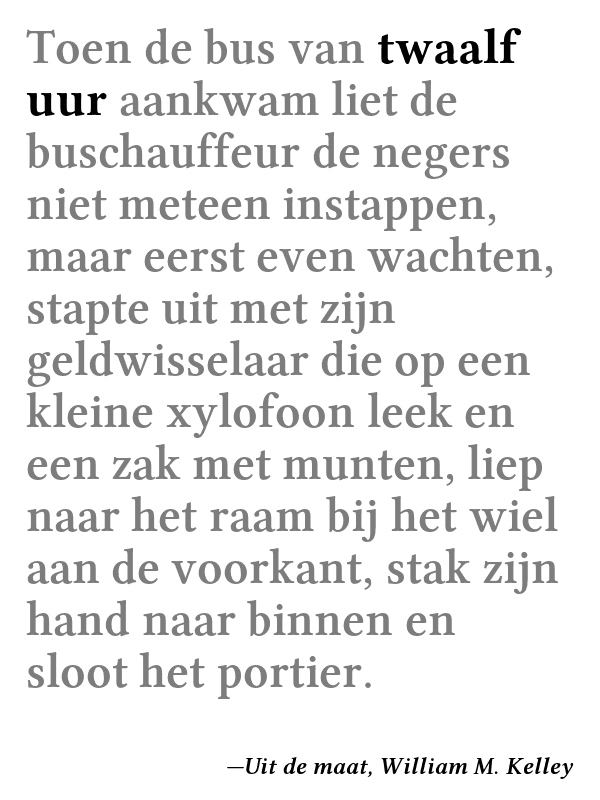 Toen de bus van twaalf
uur aankwam liet de
buschauffeur de negers
niet meteen instappen,
maar eerst even wachten,
stapte uit met zijn
geldwisselaar die op een
kleine xylofoon leek en
een zak met munten, liep
naar het raam bij het wiel
aan de voorkant, stak zijn
hand naar binnen en
sloot het portier.
—Uit de maat, William M. Kelley